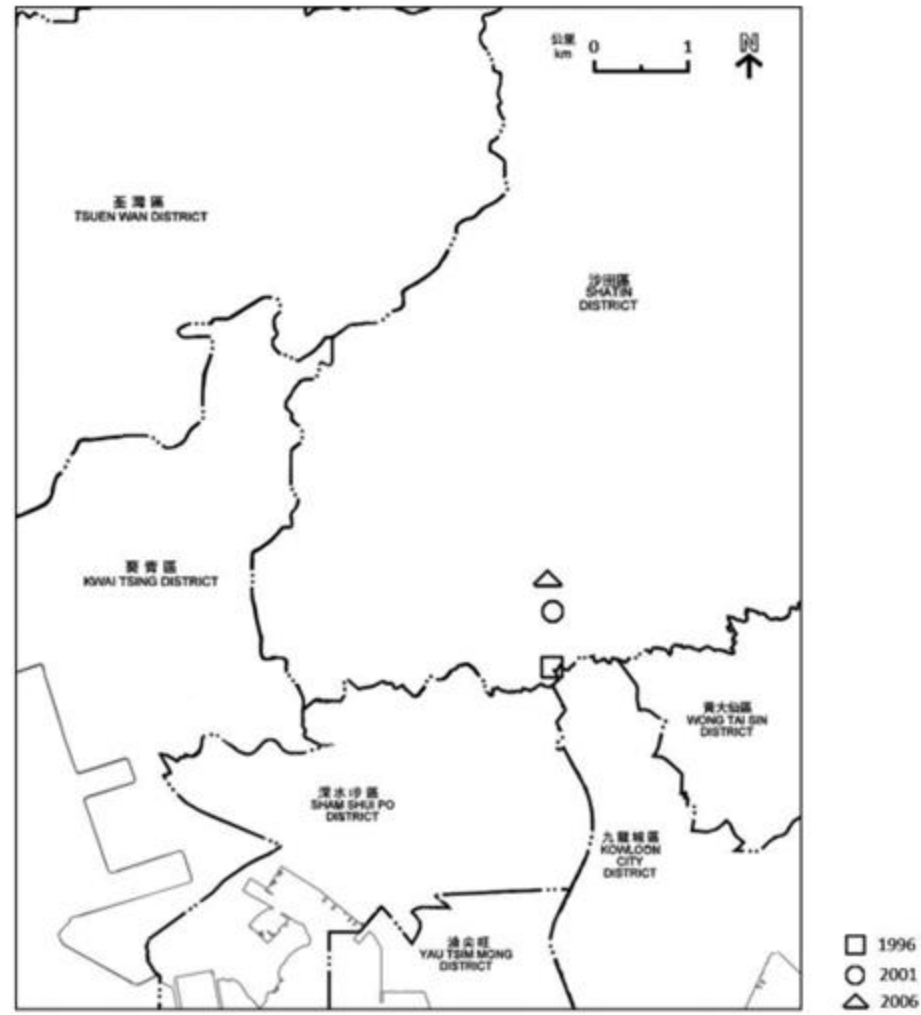 公里 0 1 N
km
荃灣區
TSUEN WAN DISTRICT
沙田區
SHATIN
DISTRICT
葵青區
KWAI TSING DISTRICT
黃大仙區
WONG TAI SIN
DISTRICT
深水埗區
SHAM SHUI PO
DISTRICT
九龍城區
KOWLOON
CITY
DISTRICT
油尖旺
YAU TSIM MONG
DISTRICT
1996
2001
2006